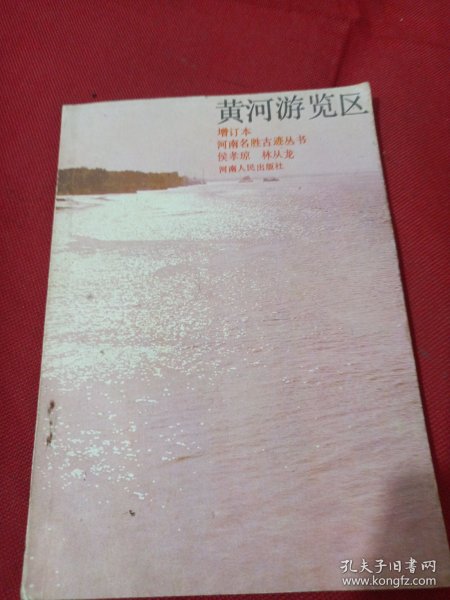 黄河游览区
增订本
河南名胜古迹丛书
侯孝琼 林从龙
河南人民出版社
孔夫子旧书网
www.kongfz.com